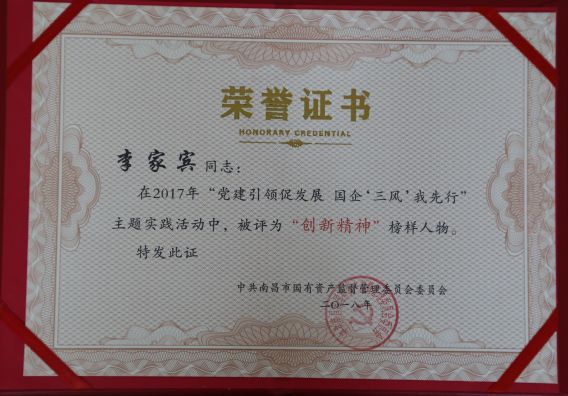 荣誉证书
HONORARY CREDENTIAL
李家宾同志：
在2017年“党建引领促发展 国企‘三风’我先行”
主题实践活动中，被评为“创新精神”榜样人物。
特发此证
中共南昌市国有资产监督管理委员会委员会
二〇一八年